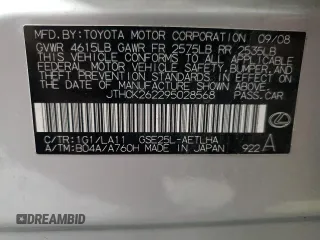 MFD. BY: TOYOTA MOTOR CORPORATION 09/08
GVWR 4615LB GAWR FR 2575LB RR 2535LB
THIS VEHICLE CONFORMS TO ALL APPLICABLE
FEDERAL MOTOR VEHICLE SAFETY, BUMPER, AND
THEFT PREVENTION STANDARDS IN EFFECT ON
THE DATE OF MANUFACTURE SHOWN ABOVE.
JTHCK262295028568 PASS.CAR
C/TR:1G1/LA11 GSE25L-AETLHA
A/TM:B04A/A760H MADE IN JAPAN 922 A
DREAMBID